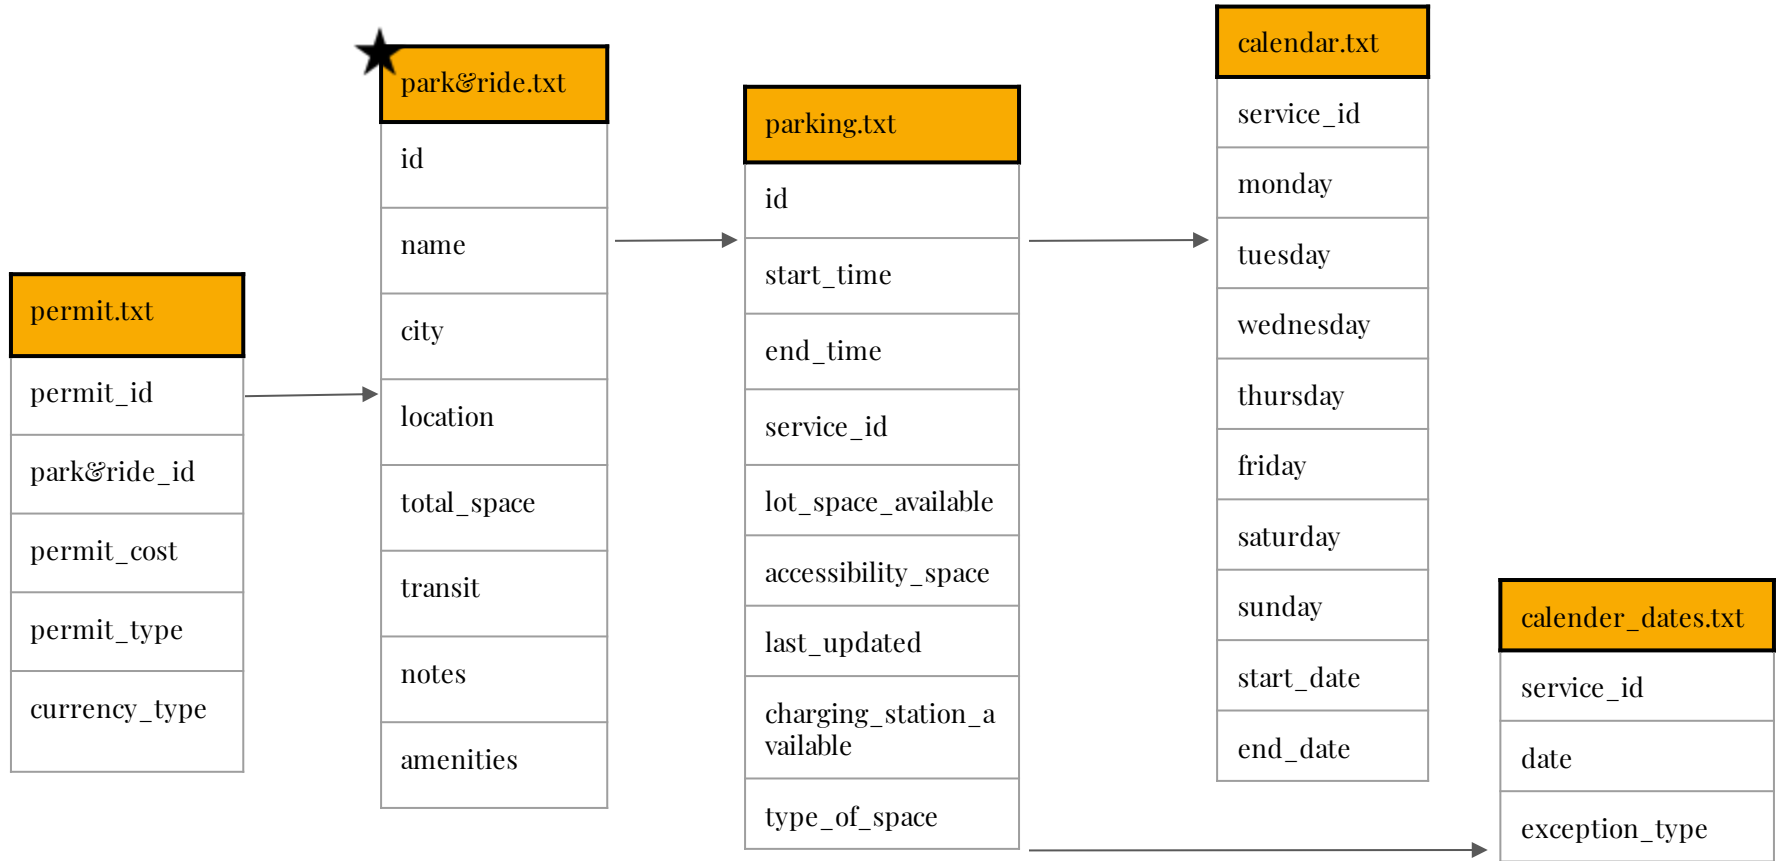 permit.txt
permit_id
park&ride_id
permit_cost
permit_type
currency_type
park&ride.txt
id
name
city
location
total_space
transit
notes
amenities
parking.txt
id
start_time
end_time
service_id
lot_space_available
accessibility_space
last_updated
charging_station_a
vailable
type_of_space
calendar.txt
service_id
monday
tuesday
wednesday
thursday
friday
saturday
sunday
start_date
end_date
calender_dates.txt
service_id
date
exception_type